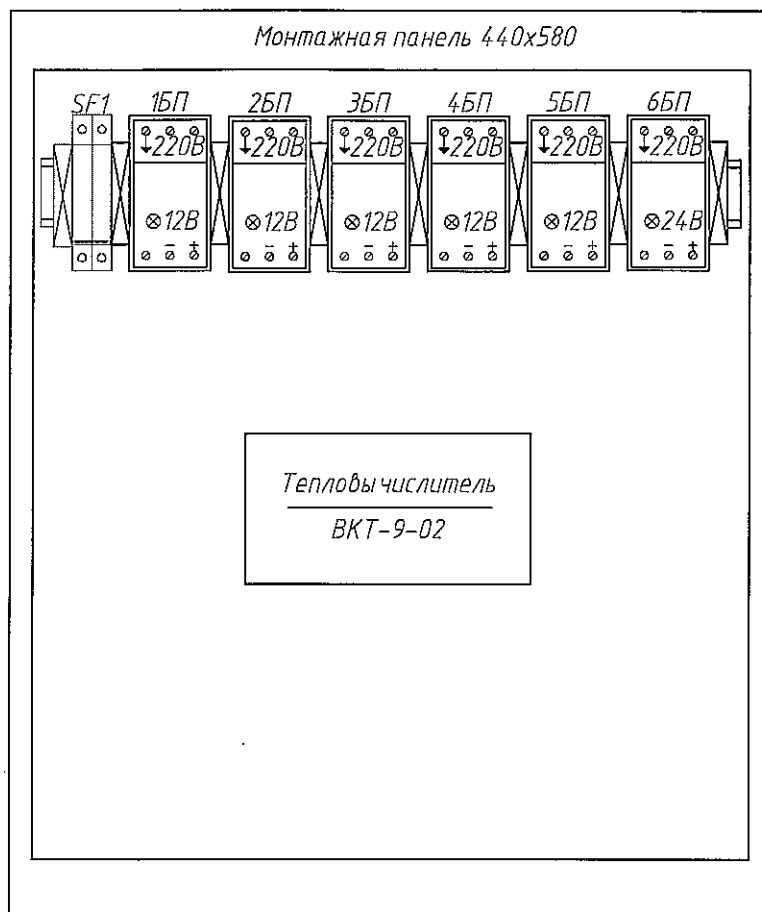 Монтажная панель 440х580
SF1 1БП 2БП 3БП 4БП 5БП 6БП
220В 220В 220В 220В 220В 220В
12В 12В 12В 12В 12В 24В
– + – + – + – + – + – +
Тепловычислитель
ВКТ-9-02